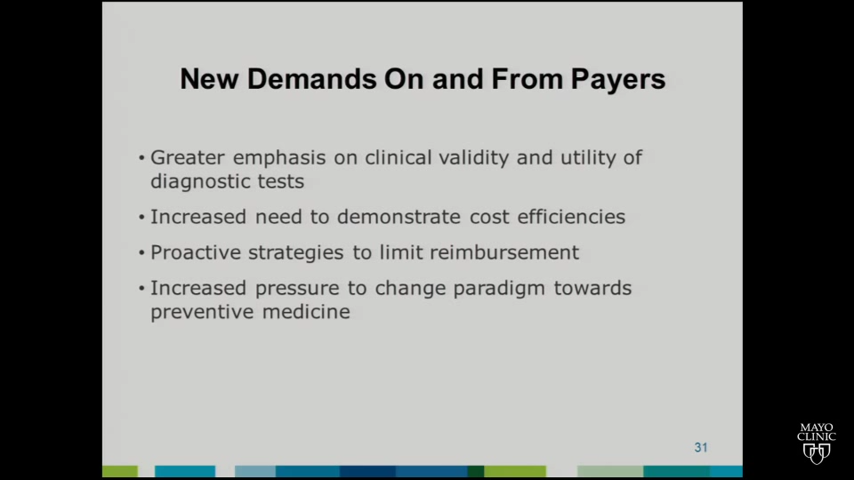 New Demands On and From Payers
• Greater emphasis on clinical validity and utility of
diagnostic tests
• Increased need to demonstrate cost efficiencies
• Proactive strategies to limit reimbursement
• Increased pressure to change paradigm towards
preventive medicine
31
MAYO
CLINIC